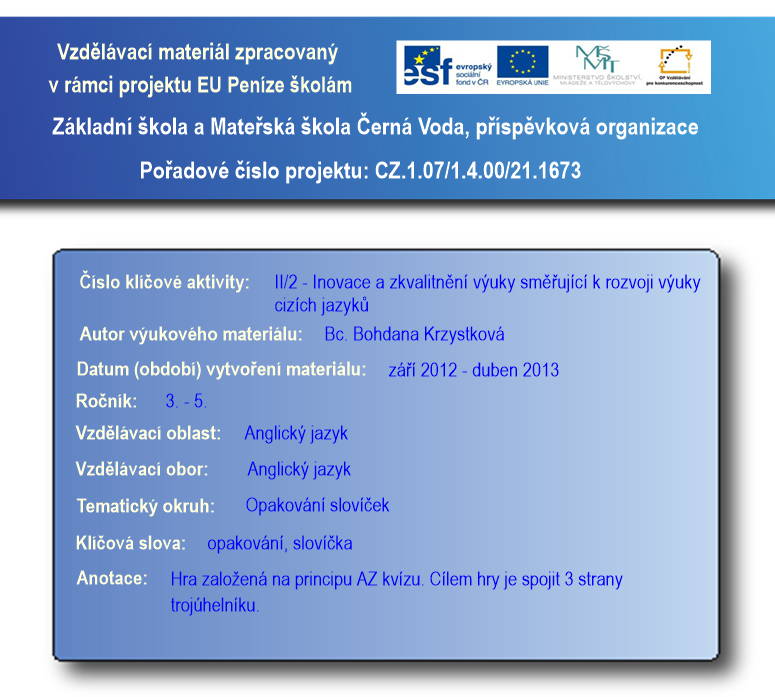 Vzdělávací materiál zpracovaný
v rámci projektu EU Peníze školám
esf evropský sociální fond v ČR
EVROPSKÁ UNIE
MINISTERSTVO ŠKOLSTVÍ,
MLÁDEŽE A TĚLOVÝCHOVY
OP Vzdělávání
pro konkurenceschopnost
Základní škola a Mateřská škola Černá Voda, příspěvková organizace
Pořadové číslo projektu: CZ.1.07/1.4.00/21.1673
Číslo klíčové aktivity: II/2 - Inovace a zkvalitnění výuky směřující k rozvoji výuky
cizích jazyků
Autor výukového materiálu: Bc. Bohdana Krzystková
Datum (období) vytvoření materiálu: září 2012 - duben 2013
Ročník: 3. - 5.
Vzdělávací oblast: Anglický jazyk
Vzdělávací obor: Anglický jazyk
Tematický okruh: Opakování slovíček
Klíčová slova: opakování, slovíčka
Anotace: Hra založená na principu AZ kvízu. Cílem hry je spojit 3 strany
trojúhelníku.